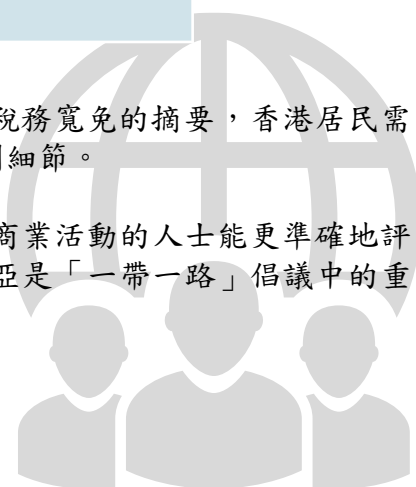 稅務寬免的摘要，香港居民需
細節。
商業活動的人士能更準確地評
亞是「一帶一路」倡議中的重